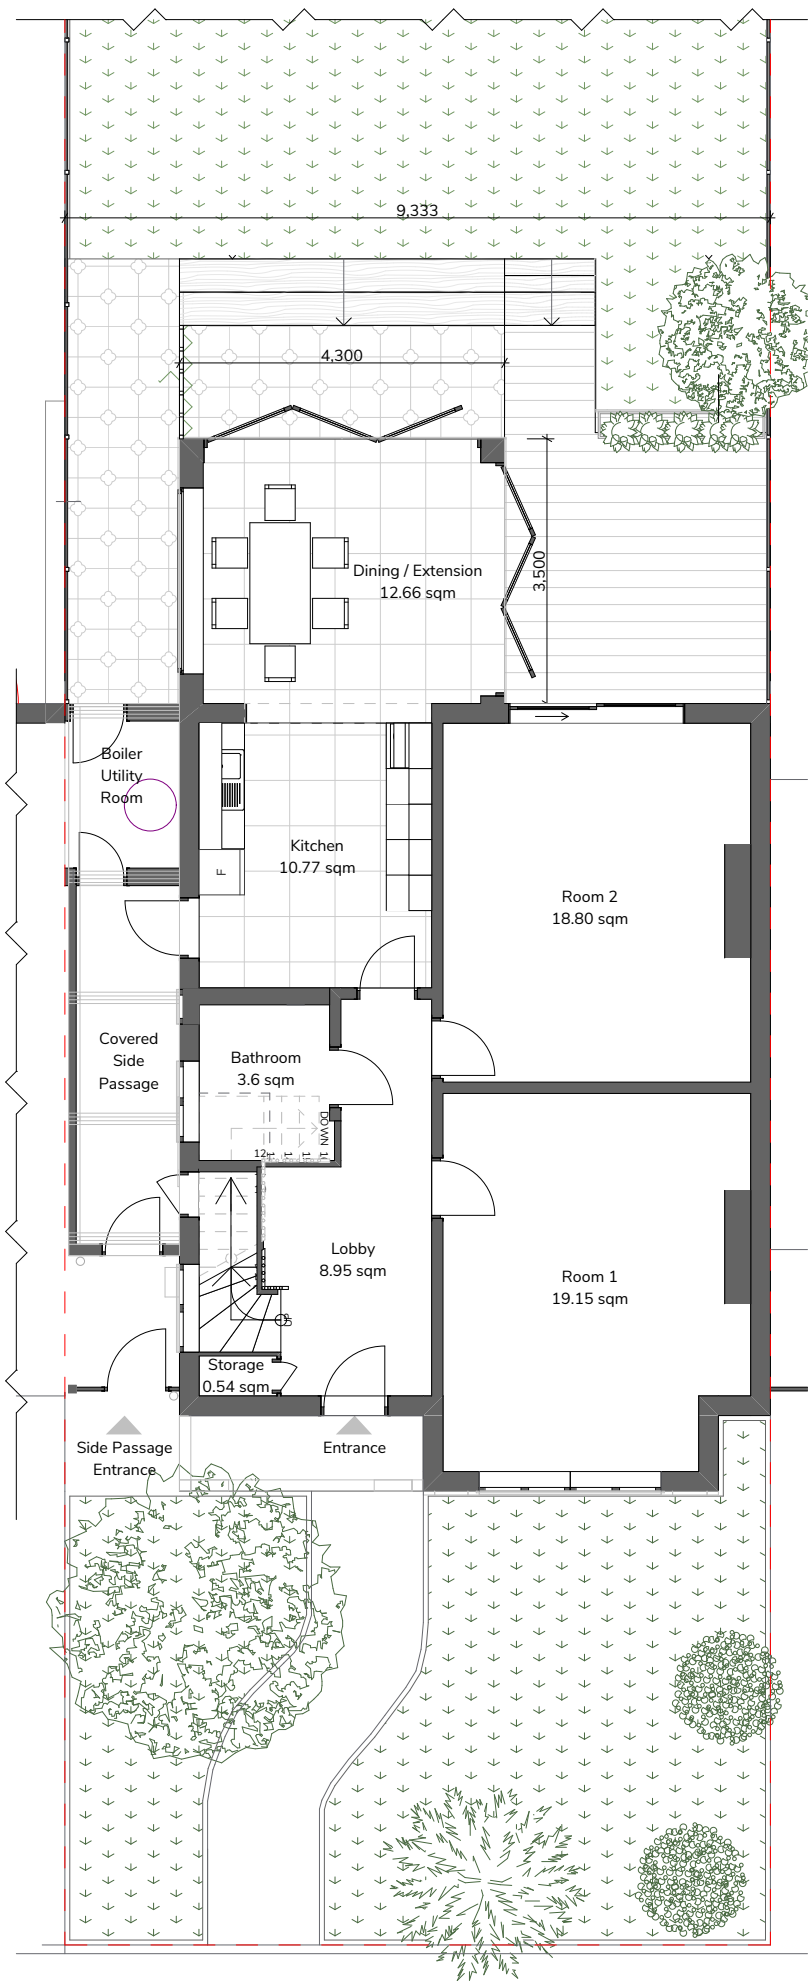 9,333
4,300
3,500
Dining / Extension
12.66 sqm
Boiler
Utility
Room
Kitchen
10.77 sqm
F
Room 2
18.80 sqm
Covered
Side
Passage
Bathroom
3.6 sqm
DOWN
12
Lobby
8.95 sqm
Room 1
19.15 sqm
UP
Storage
0.54 sqm
Side Passage
Entrance
Entrance